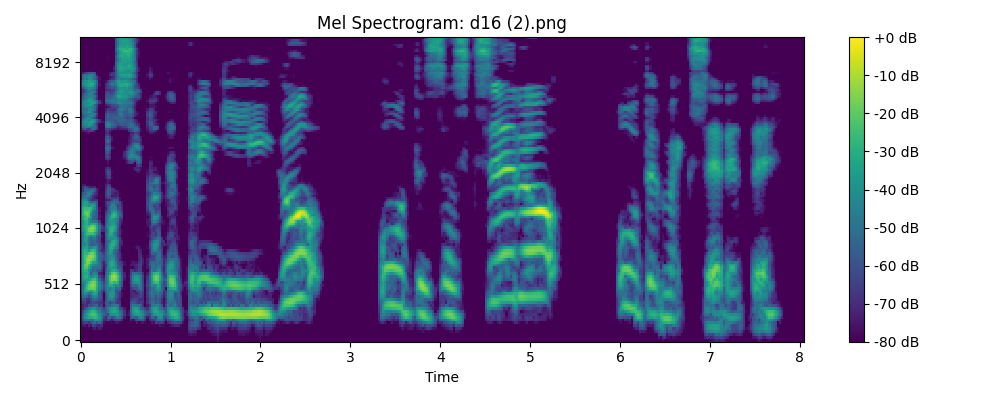 Mel Spectrogram: d16 (2).png
8192
4096
2048
1024
512
0
Hz
0 1 2 3 4 5 6 7 8
Time
+0 dB
-10 dB
-20 dB
-30 dB
-40 dB
-50 dB
-60 dB
-70 dB
-80 dB